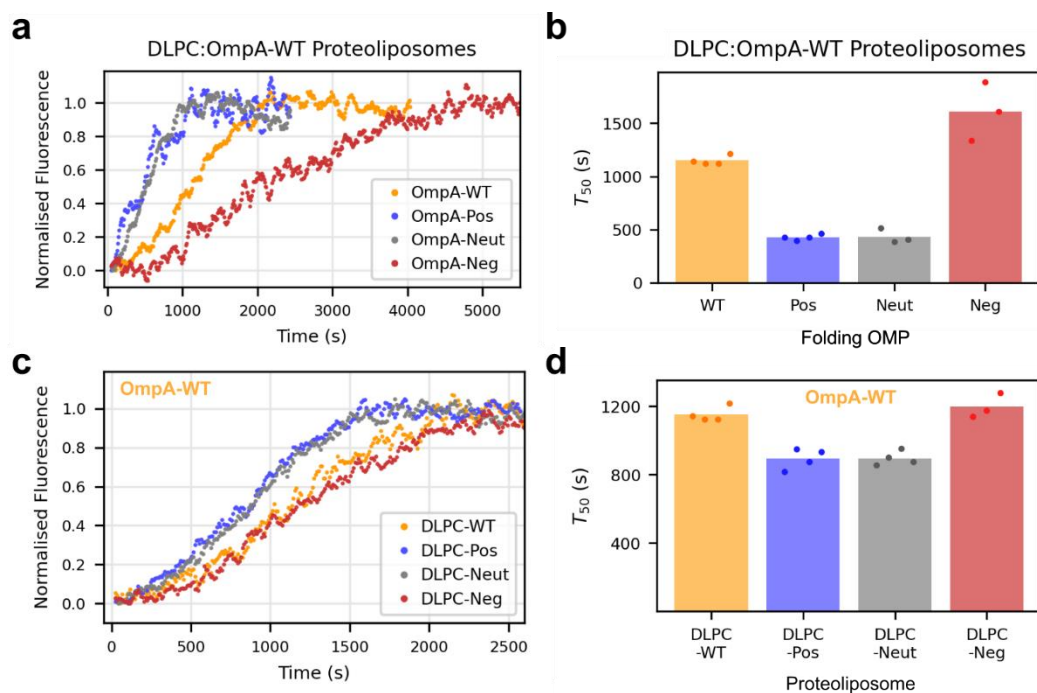 a
DLPC:OmpA-WT Proteoliposomes
Normalised Fluorescence
1.0
0.8
0.6
0.4
0.2
0.0
OmpA-WT
OmpA-Pos
OmpA-Neut
OmpA-Neg
0 1000 2000 3000 4000 5000
Time (s)
b
DLPC:OmpA-WT Proteoliposomes
T50 (s)
1500
1000
500
0
WT Pos Neut Neg
Folding OMP
c
OmpA-WT
Normalised Fluorescence
1.0
0.8
0.6
0.4
0.2
0.0
DLPC-WT
DLPC-Pos
DLPC-Neut
DLPC-Neg
0 500 1000 1500 2000 2500
Time (s)
d
OmpA-WT
T50 (s)
1200
800
400
DLPC DLPC DLPC DLPC
-WT -Pos -Neut -Neg
Proteoliposome